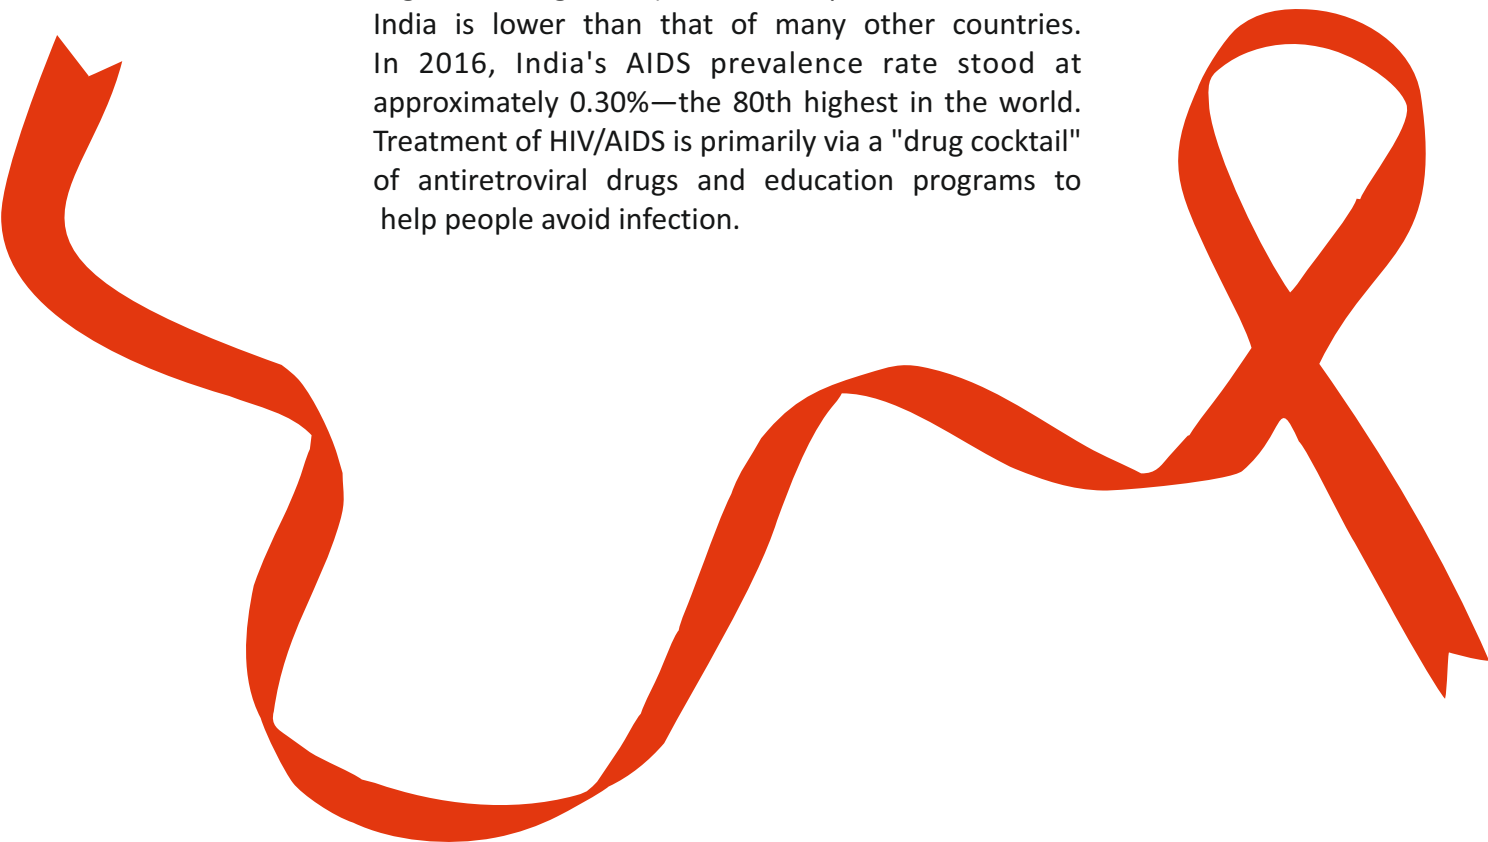 India is lower than that of many other countries.
In 2016, India's AIDS prevalence rate stood at
approximately 0.30%—the 80th highest in the world.
Treatment of HIV/AIDS is primarily via a "drug cocktail"
of antiretroviral drugs and education programs to
help people avoid infection.